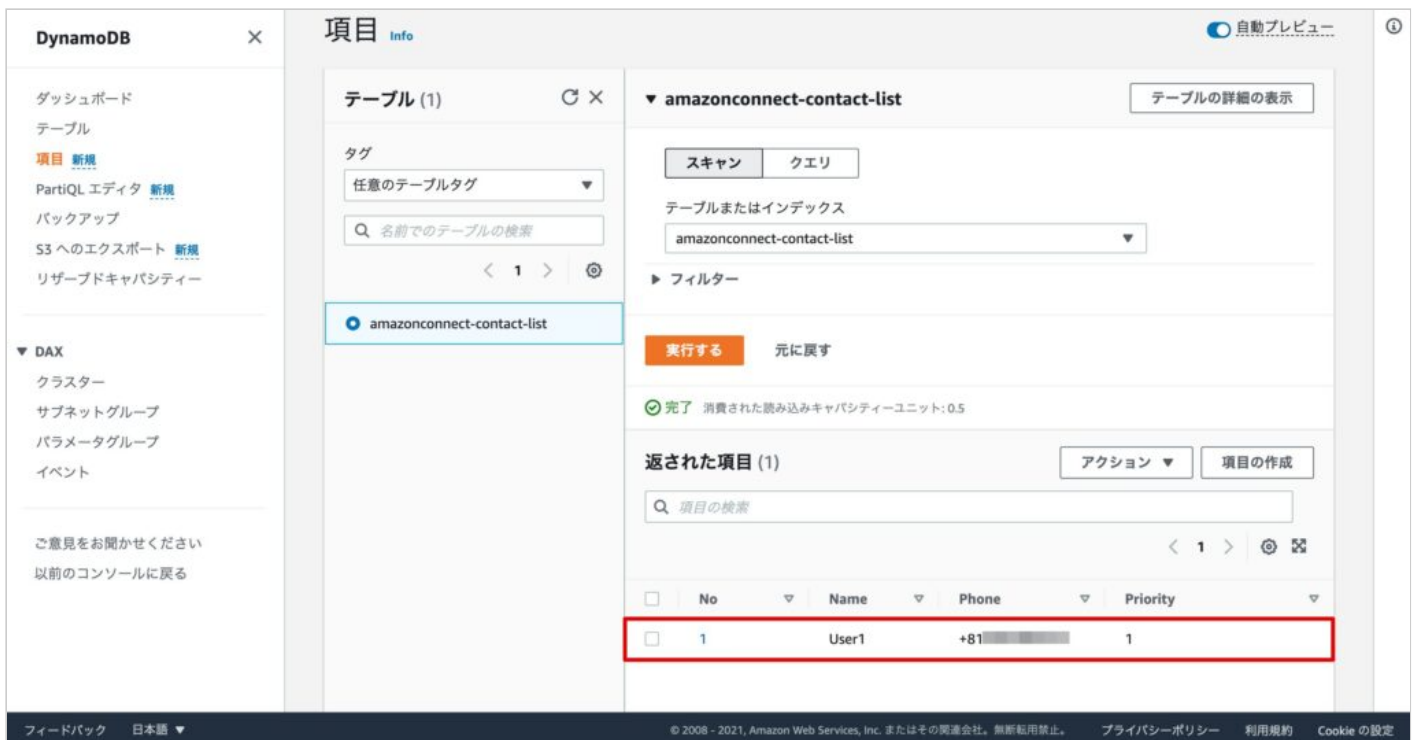 DynamoDB
ダッシュボード
テーブル
項目 新規
PartiQL エディタ 新規
バックアップ
S3 へのエクスポート 新規
リザーブドキャパシティー
DAX
クラスター
サブネットグループ
パラメータグループ
イベント
ご意見をお聞かせください
以前のコンソールに戻る
項目 Info
自動プレビュー
テーブル (1)
タグ
任意のテーブルタグ
名前でのテーブルの検索
1
amazonconnect-contact-list
amazonconnect-contact-list
テーブルの詳細の表示
スキャン クエリ
テーブルまたはインデックス
amazonconnect-contact-list
フィルター
実行する 元に戻す
完了 消費された読み込みキャパシティーユニット: 0.5
返された項目 (1)
アクション 項目の作成
項目の検索
1
No Name Phone Priority
1 User1 +81 1
フィードバック 日本語 © 2008 - 2021, Amazon Web Services, Inc. またはその関連会社。無断転用禁止。 プライバシーポリシー 利用規約 Cookie の設定